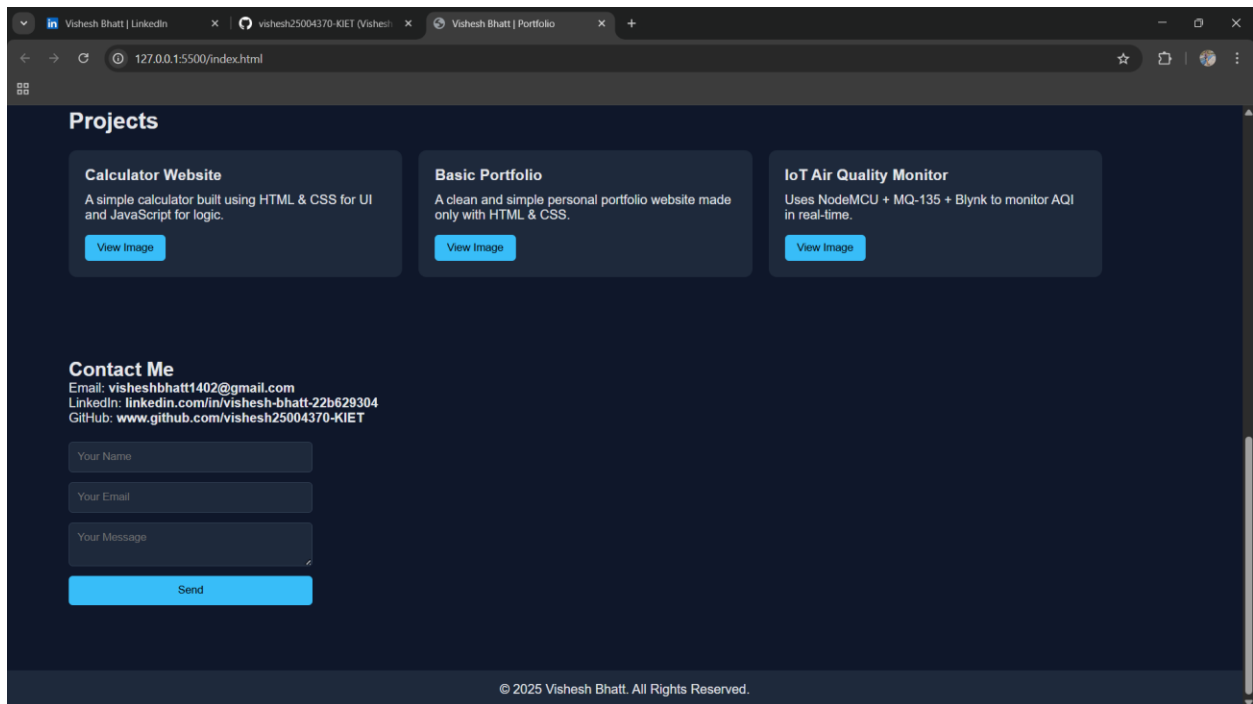 Vishesh Bhatt | LinkedIn
vishesh25004370-KIET (Vishesh
Vishesh Bhatt | Portfolio
127.0.0.1:5500/index.html
Projects
Calculator Website
A simple calculator built using HTML & CSS for UI
and JavaScript for logic.
View Image
Basic Portfolio
A clean and simple personal portfolio website made
only with HTML & CSS.
View Image
IoT Air Quality Monitor
Uses NodeMCU + MQ-135 + Blynk to monitor AQI
in real-time.
View Image
Contact Me
Email: visheshbhatt1402@gmail.com
LinkedIn: linkedin.com/in/vishesh-bhatt-22b629304
GitHub: www.github.com/vishesh25004370-KIET
Your Name
Your Email
Your Message
Send
© 2025 Vishesh Bhatt. All Rights Reserved.